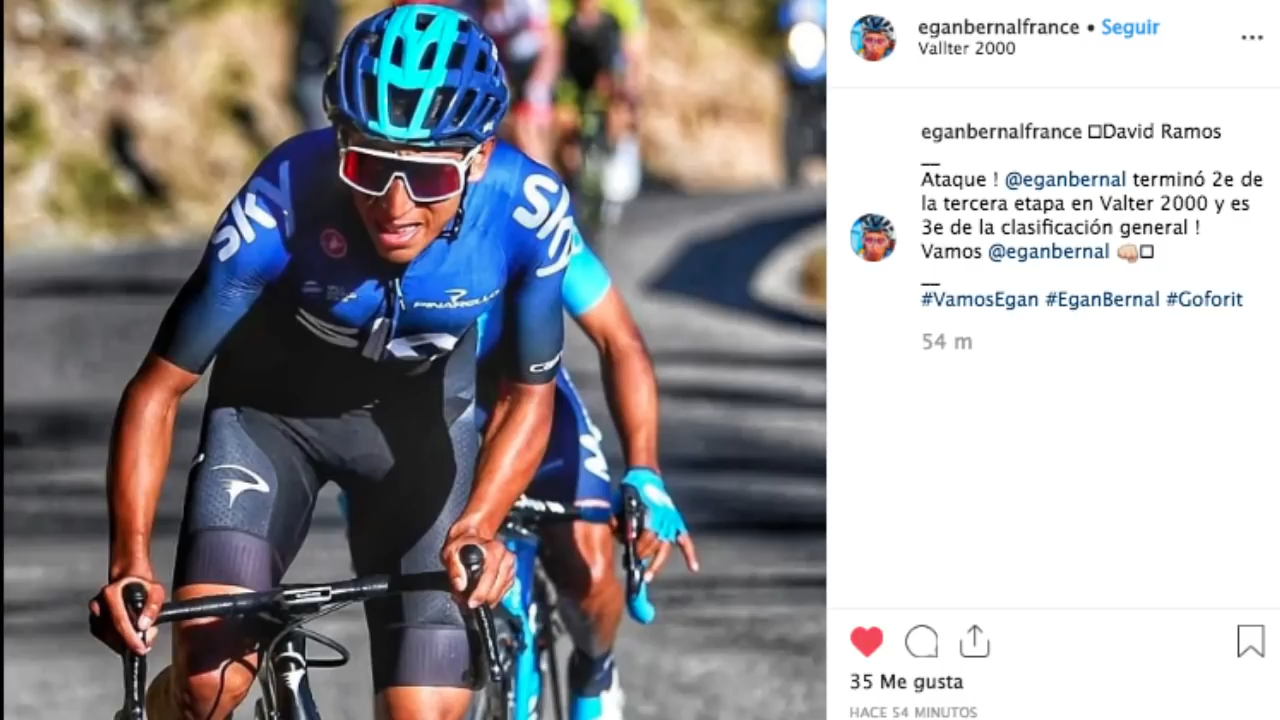 eganbernalfrance • Seguir
Vallter 2000
eganbernalfrance □David Ramos
__
Ataque ! @eganbernal terminó 2e de
la tercera etapa en Valter 2000 y es
3e de la clasificación general !
Vamos @eganbernal 👊🏼□
__
#VamosEgan #EganBernal #Goforit
54 m
35 Me gusta
HACE 54 MINUTOS
SKY
SKY
PINARELLO